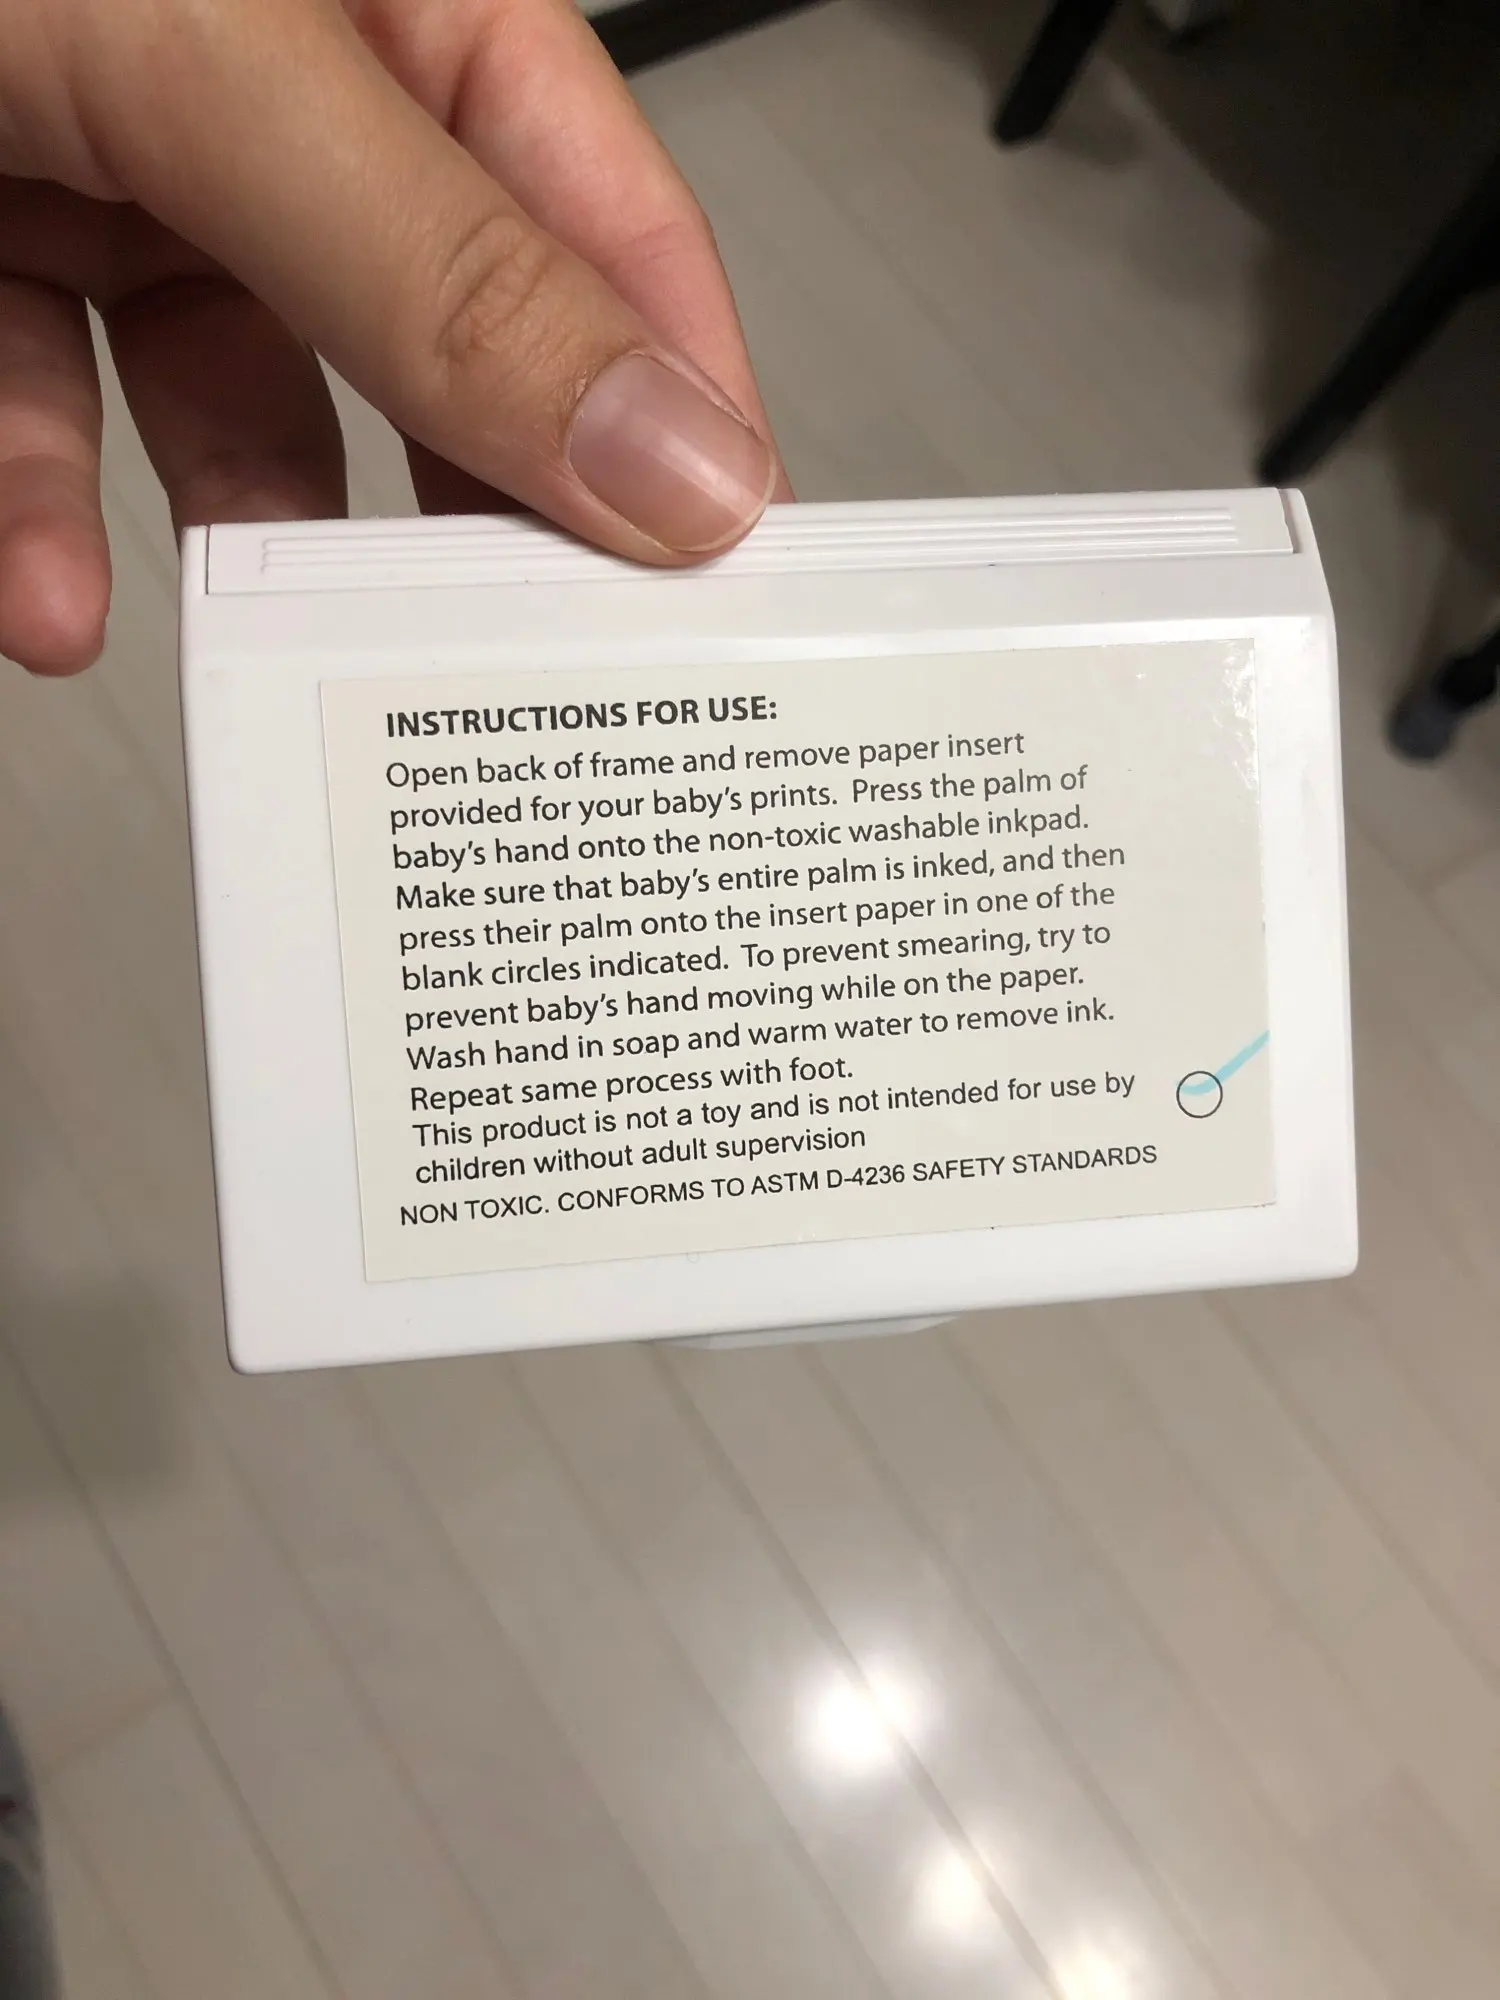 INSTRUCTIONS FOR USE:
Open back of frame and remove paper insert
provided for your baby's prints. Press the palm of
baby's hand onto the non-toxic washable inkpad.
Make sure that baby's entire palm is inked, and then
press their palm onto the insert paper in one of the
blank circles indicated. To prevent smearing, try to
prevent baby's hand moving while on the paper.
Wash hand in soap and warm water to remove ink.
Repeat same process with foot.
This product is not a toy and is not intended for use by
children without adult supervision
NON TOXIC. CONFORMS TO ASTM D-4236 SAFETY STANDARDS